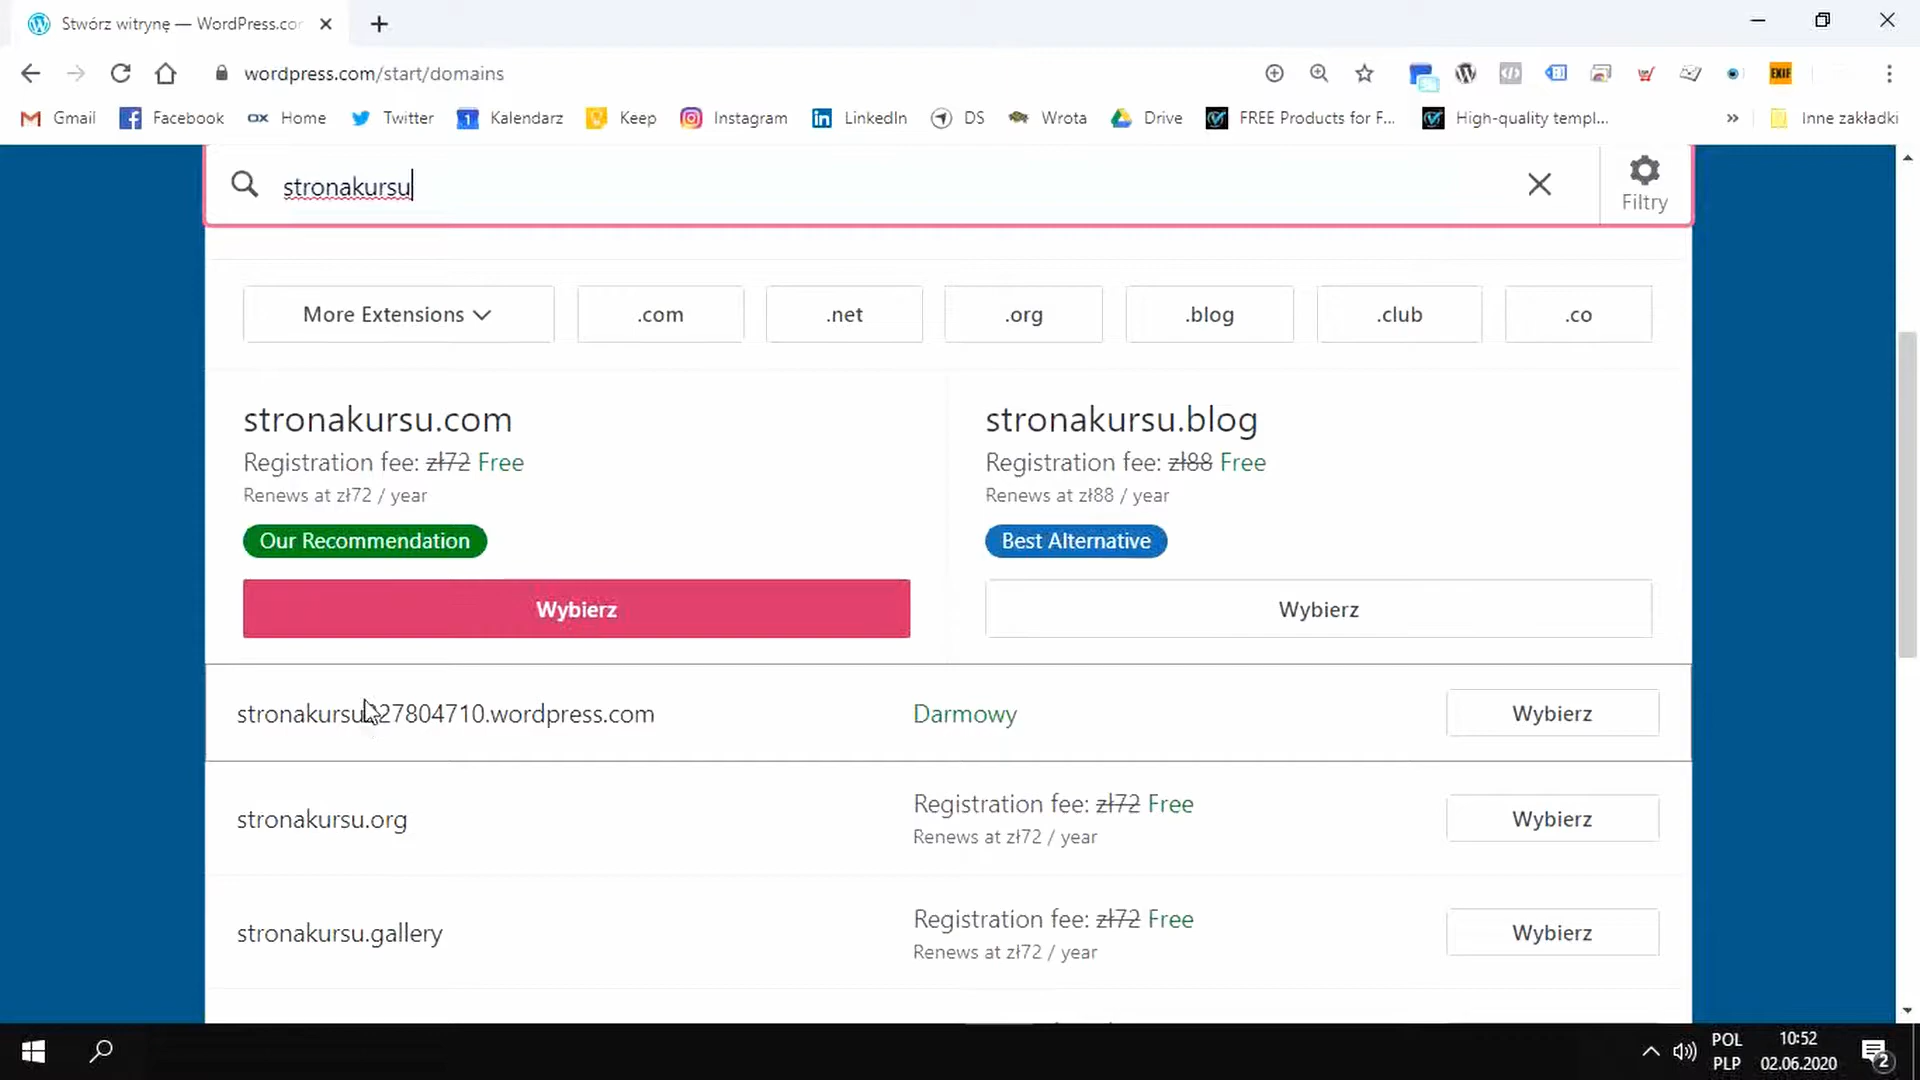 Stwórz witrynę — WordPress.cor
wordpress.com/start/domains
EXIF
Gmail Facebook Home Twitter Kalendarz Keep Instagram LinkedIn DS Wrota Drive FREE Products for F... High-quality templ... » Inne zakładki
stronakursu
Filtry
More Extensions .com .net .org .blog .club .co
stronakursu.com
Registration fee: zł72 Free
Renews at zł72 / year
Our Recommendation
Wybierz
stronakursu.blog
Registration fee: zł88 Free
Renews at zł88 / year
Best Alternative
Wybierz
27804710.wordpress.com Darmowy Wybierz
stronakursu.org
Registration fee: zł72 Free
Renews at zł72 / year
Wybierz
stronakursu.gallery
Registration fee: zł72 Free
Renews at zł72 / year
Wybierz
POL
PLP
10:52
02.06.2020
2